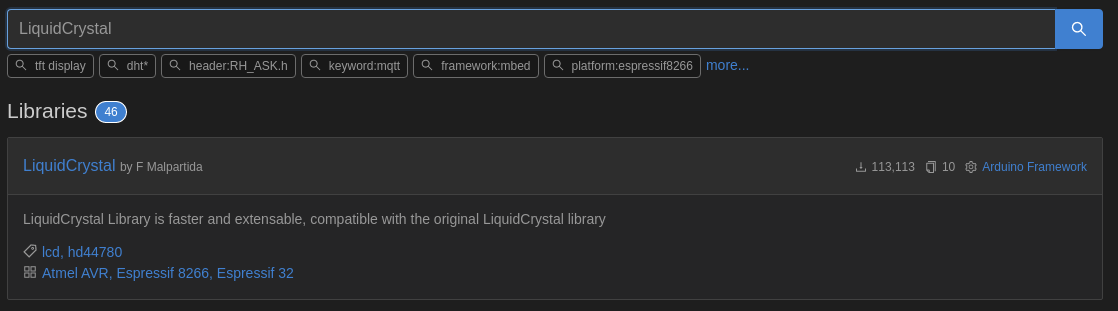 LiquidCrystal
tft display dht* header:RH_ASK.h keyword:mqtt framework:mbed platform:espressif8266 more...
Libraries 46
LiquidCrystal by F Malpartida 113,113 10 Arduino Framework
LiquidCrystal Library is faster and extensable, compatible with the original LiquidCrystal library
lcd, hd44780
Atmel AVR, Espressif 8266, Espressif 32